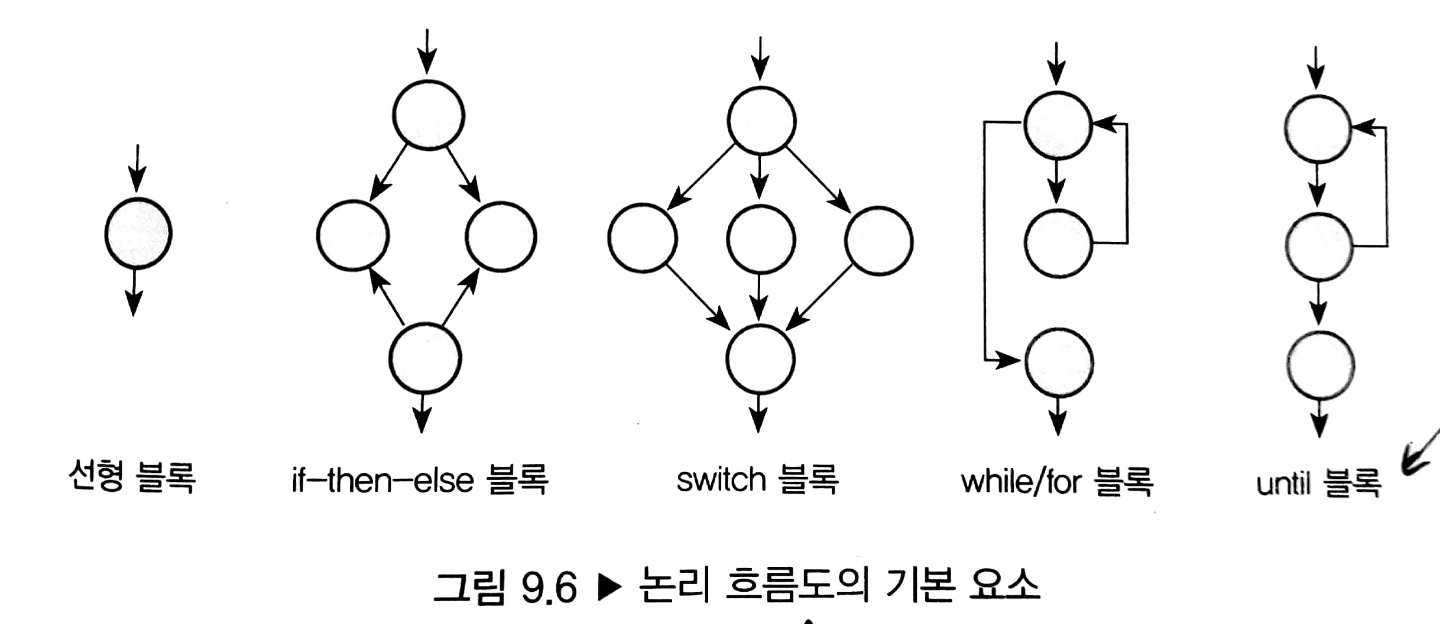 선형 블록
if-then-else 블록
switch 블록
while/for 블록
until 블록
그림 9.6 ▶ 논리 흐름도의 기본 요소